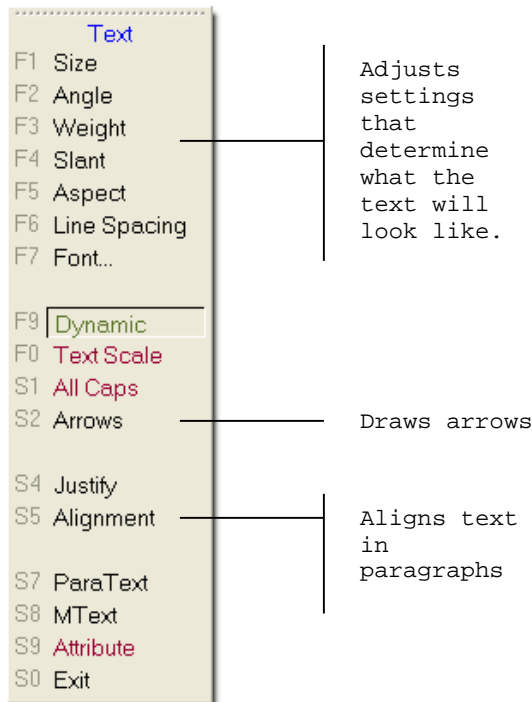 Text
F1 Size
F2 Angle
F3 Weight
F4 Slant
F5 Aspect
F6 Line Spacing
F7 Font...
Adjusts
settings
that
determine
what the
text will
look like.
F9 Dynamic
F0 Text Scale
S1 All Caps
S2 Arrows
Draws arrows
S4 Justify
S5 Alignment
Aligns text
in
paragraphs
S7 ParaText
S8 MText
S9 Attribute
S0 Exit